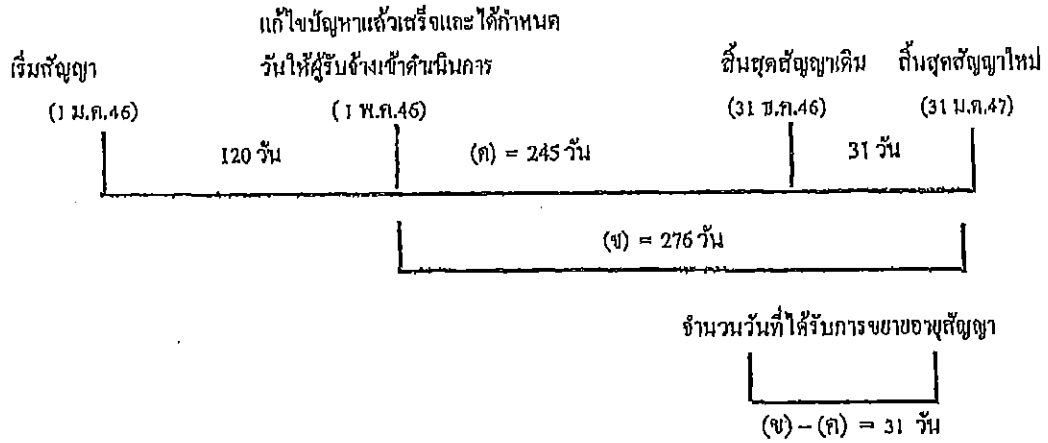 แก้ไขปัญหาแล้วเสร็จและได้กำหนด
เริ่มสัญญา วันให้ผู้รับจ้างเข้าดำเนินการ สิ้นสุดสัญญาเดิม สิ้นสุดสัญญาใหม่
(1 ม.ค.46) (1 พ.ค.46) (31 ธ.ค.46) (31 ม.ค.47)
120 วัน (ค) = 245 วัน 31 วัน
(ข) = 276 วัน
จำนวนวันที่ได้รับการขยายอายุสัญญา
(ข) – (ค) = 31 วัน